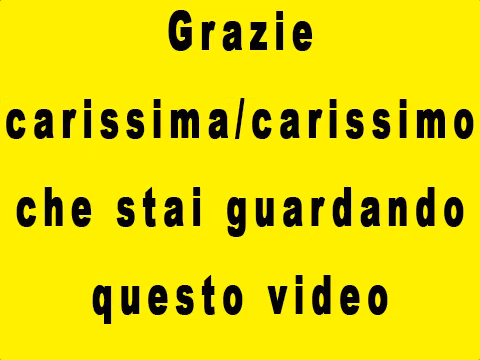 Grazie
carissima/carissimo
che stai guardando
questo video